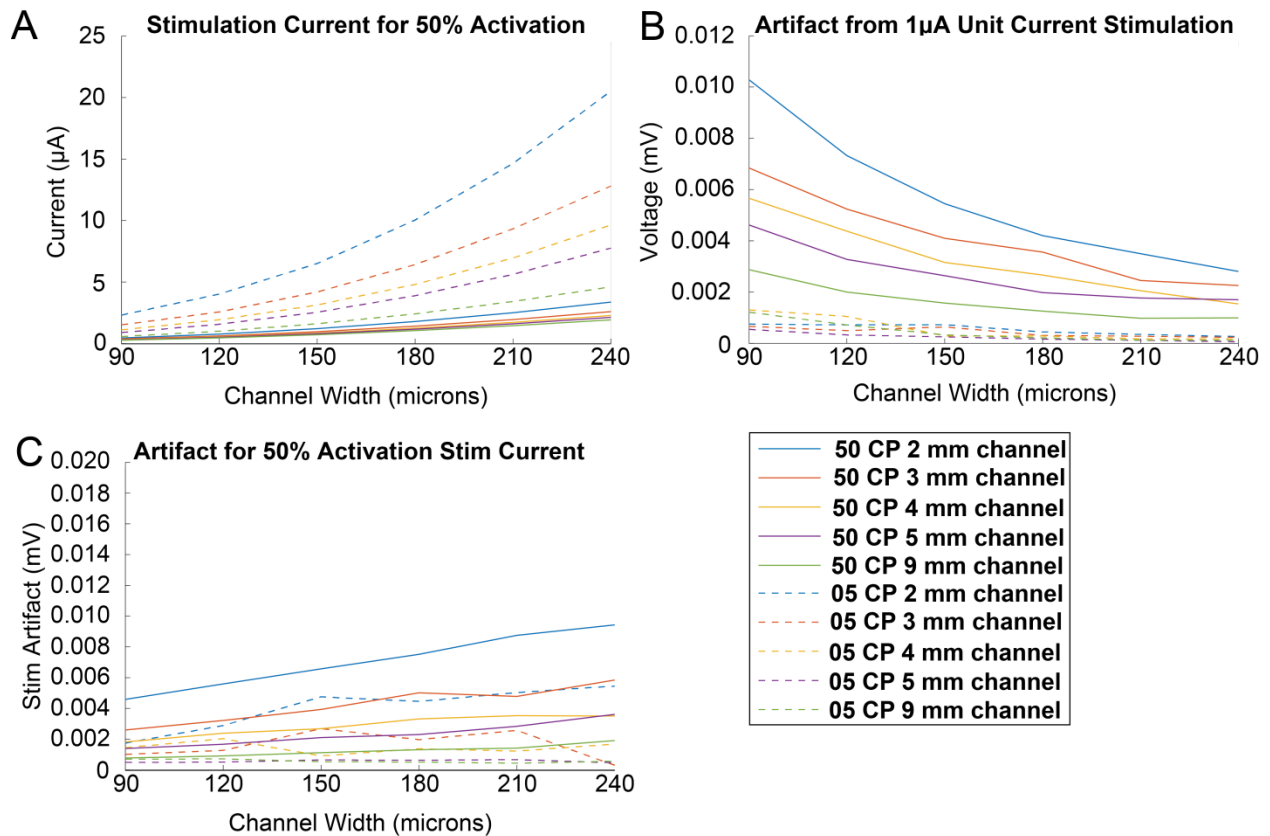 A
Stimulation Current for 50% Activation
25
20
15
10
5
0
Current (µA)
90 120 150 180 210 240
Channel Width (microns)
B
Artifact from 1µA Unit Current Stimulation
0.012
0.010
0.008
0.006
0.004
0.002
0
Voltage (mV)
90 120 150 180 210 240
Channel Width (microns)
C
Artifact for 50% Activation Stim Current
0.020
0.018
0.016
0.014
0.012
0.010
0.008
0.006
0.004
0.002
0
Stim Artifact (mV)
90 120 150 180 210 240
Channel Width (microns)
50 CP 2 mm channel
50 CP 3 mm channel
50 CP 4 mm channel
50 CP 5 mm channel
50 CP 9 mm channel
05 CP 2 mm channel
05 CP 3 mm channel
05 CP 4 mm channel
05 CP 5 mm channel
05 CP 9 mm channel